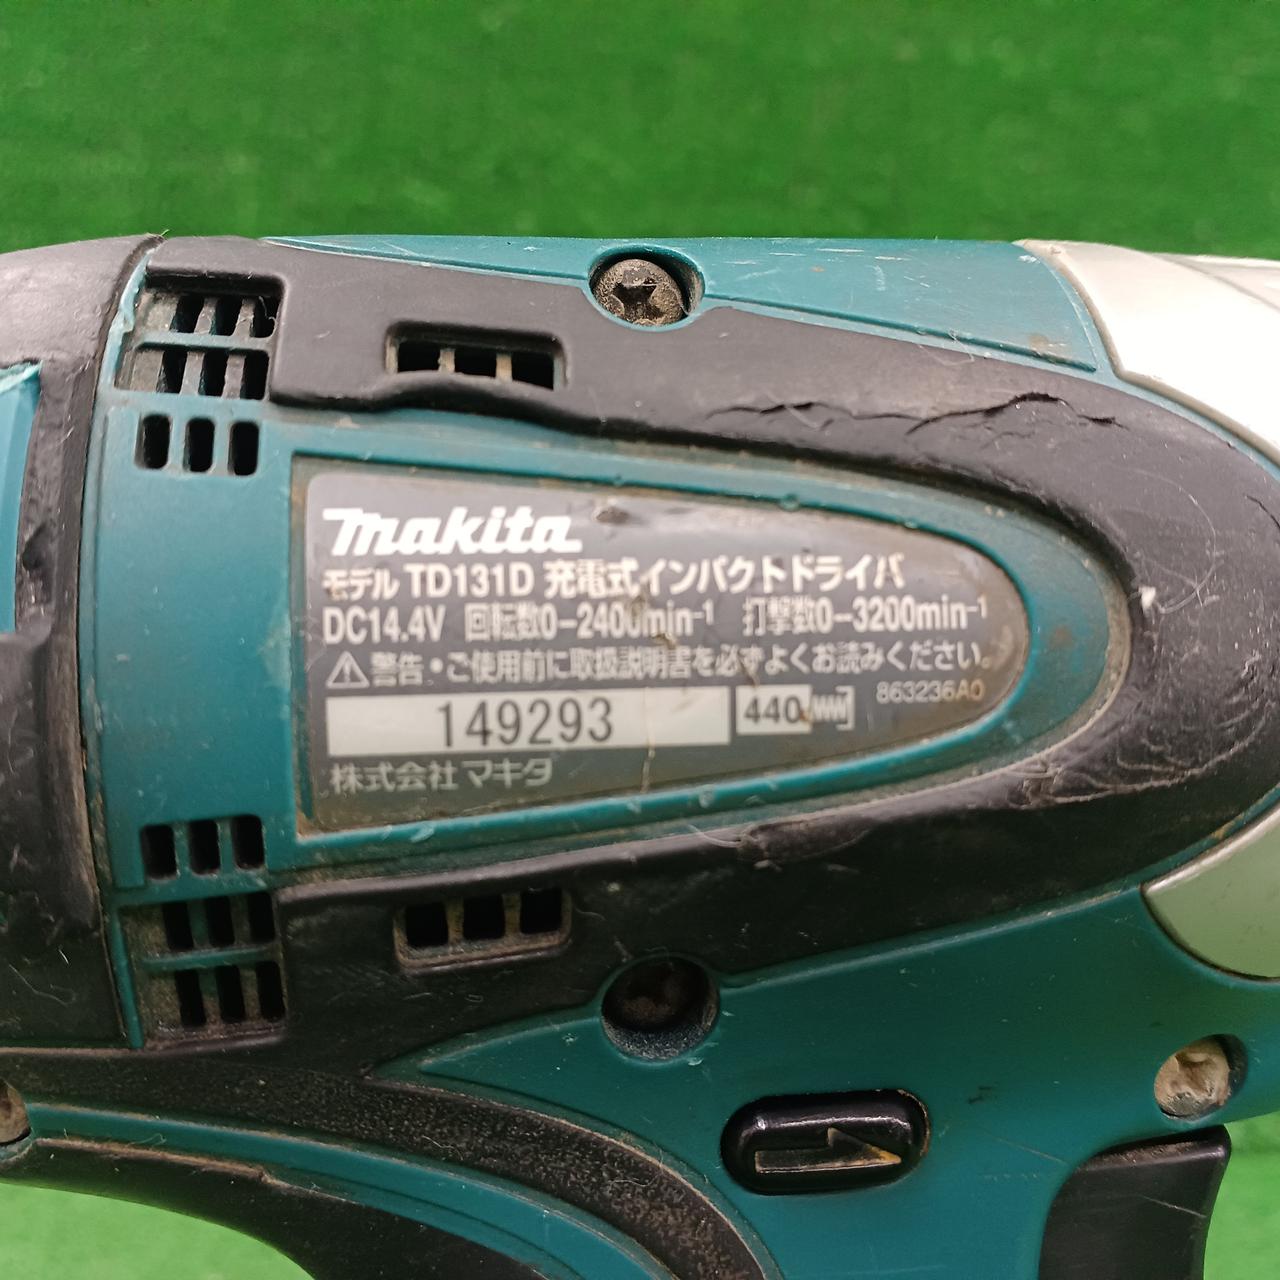 makita
モデル TD131D 充電式インパクトドライバ
DC14.4V 回転数0-2400min⁻¹ 打撃数0-3200min⁻¹
⚠警告・ご使用前に取扱説明書を必ずよくお読みください。
863236A0
149293 440
株式会社マキタ